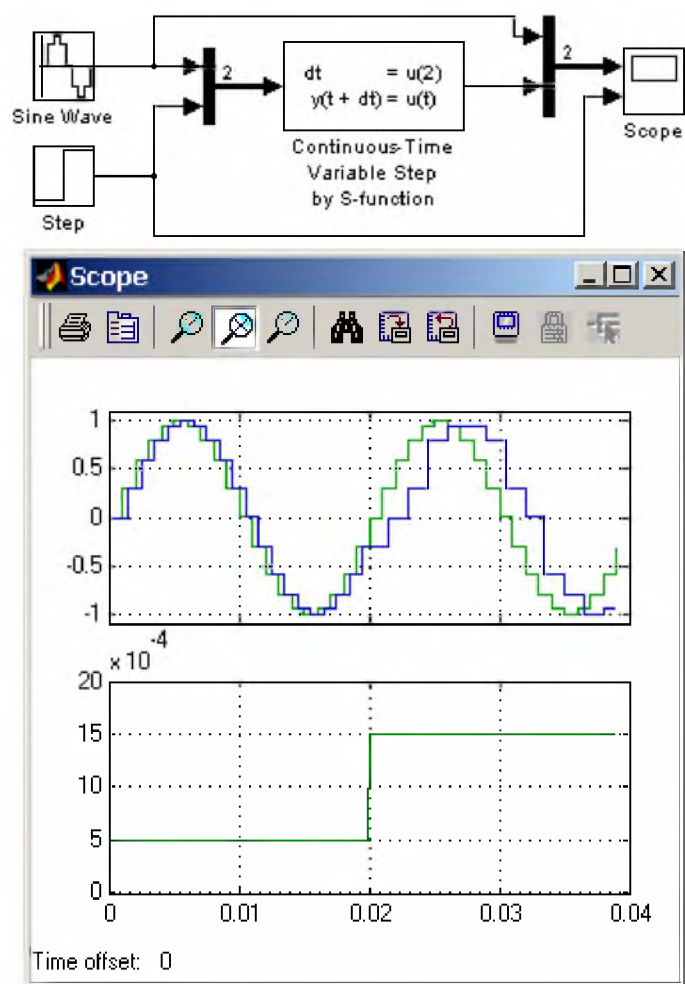 2
2
dt = u(2)
y(t + dt) = u(t)
Sine Wave
Scope
Continuous-Time
Variable Step
by S-function
Step
Scope
1
0.5
0
-0.5
-1
x 10
-4
20
15
10
5
0
0 0.01 0.02 0.03 0.04
Time offset: 0